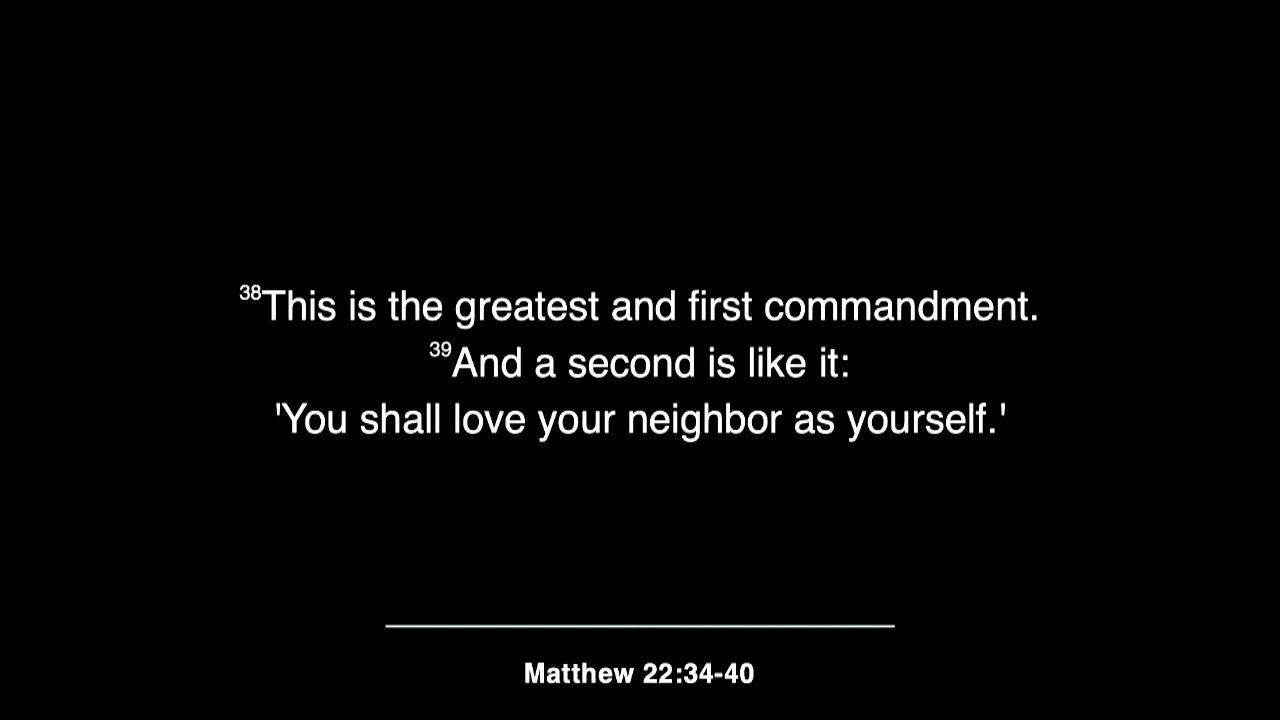 38This is the greatest and first commandment.
39And a second is like it:
'You shall love your neighbor as yourself.'
Matthew 22:34-40